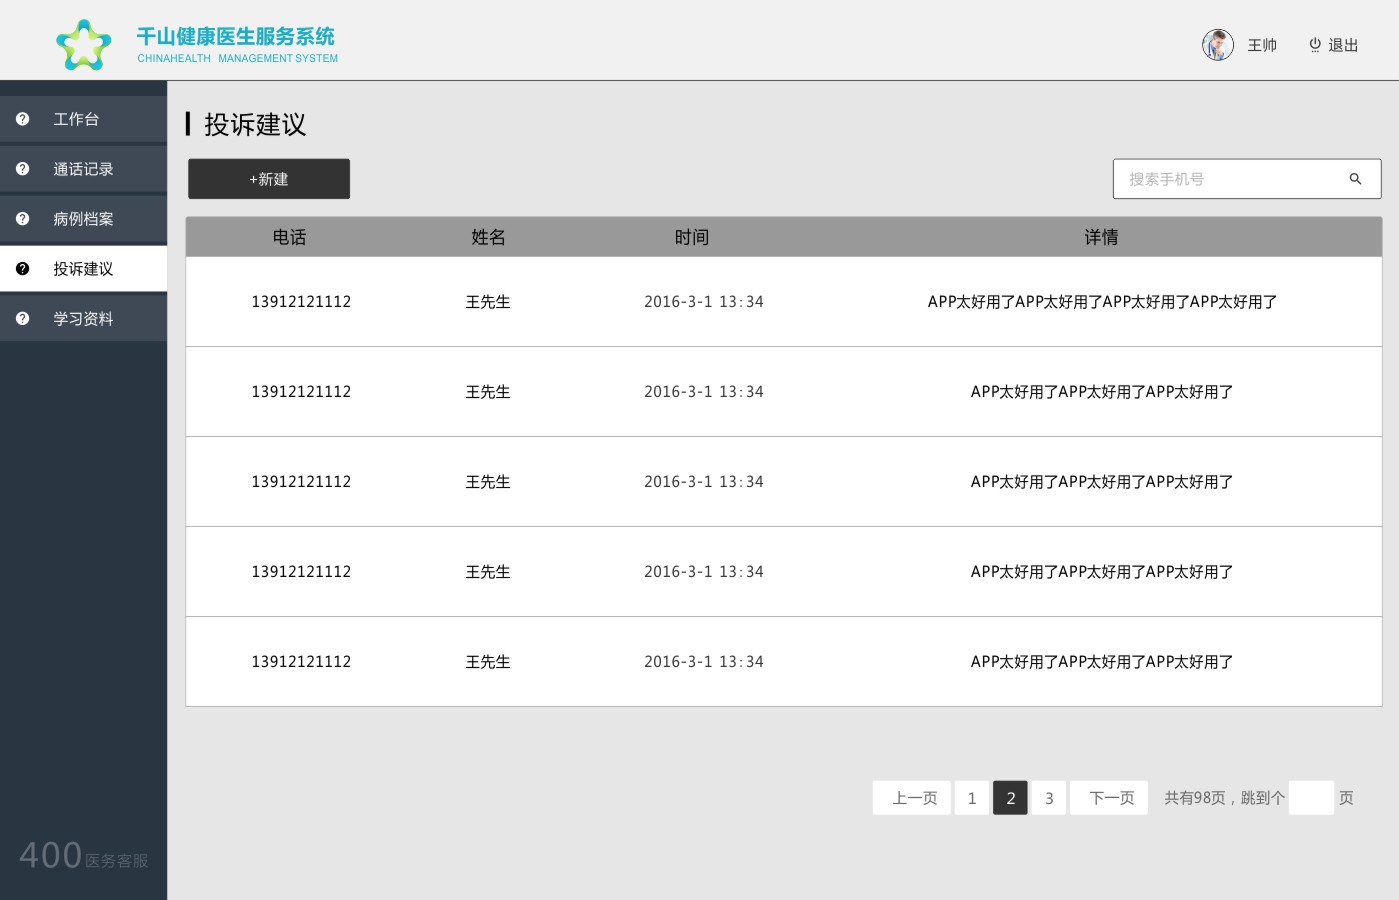 千山健康医生服务系统
CHINAHEALTH MANAGEMENT SYSTEM
王帅
退出
工作台
通话记录
病例档案
投诉建议
学习资料
400医务客服
投诉建议
+新建
搜索手机号
电话 姓名 时间 详情
13912121112 王先生 2016-3-1 13:34 APP太好用了APP太好用了APP太好用了APP太好用了
13912121112 王先生 2016-3-1 13:34 APP太好用了APP太好用了APP太好用了
13912121112 王先生 2016-3-1 13:34 APP太好用了APP太好用了APP太好用了
13912121112 王先生 2016-3-1 13:34 APP太好用了APP太好用了APP太好用了
13912121112 王先生 2016-3-1 13:34 APP太好用了APP太好用了APP太好用了
上一页 1 2 3 下一页 共有98页，跳到个 页